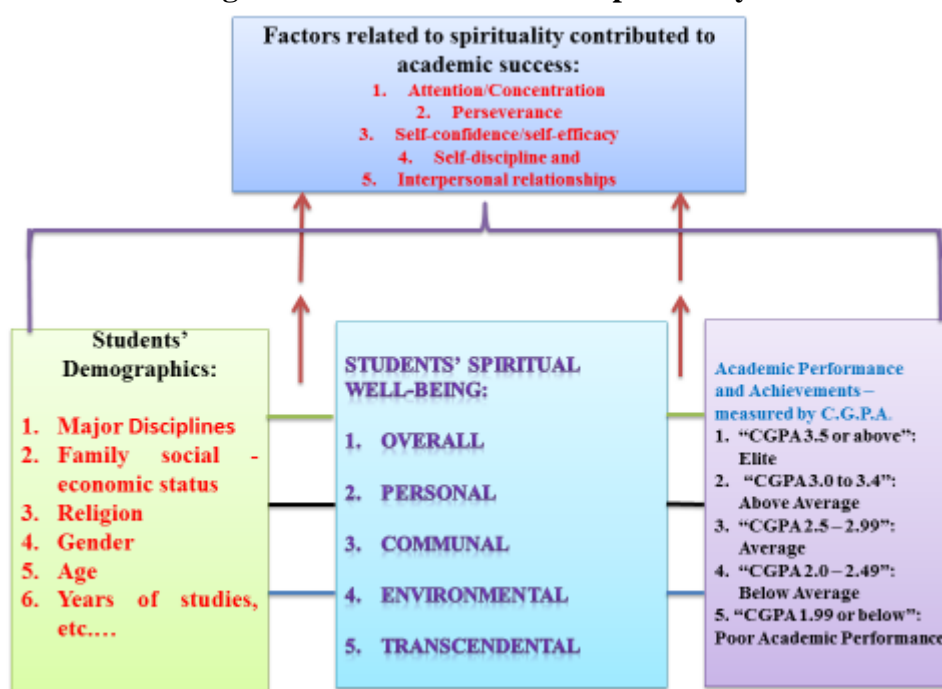 Factors related to spirituality contributed to
academic success:
1. Attention/Concentration
2. Perseverance
3. Self-confidence/self-efficacy
4. Self-discipline and
5. Interpersonal relationships
Students’
Demographics:
1. Major Disciplines
2. Family social -
economic status
3. Religion
4. Gender
5. Age
6. Years of studies,
etc.…
STUDENTS’ SPIRITUAL
WELL-BEING:
1. OVERALL
2. PERSONAL
3. COMMUNAL
4. ENVIRONMENTAL
5. TRANSCENDENTAL
Academic Performance
and Achievements –
measured by C.G.P.A.
1. “CGPA 3.5 or above”:
Elite
2. “CGPA 3.0 to 3.4”:
Above Average
3. “CGPA 2.5 – 2.99”:
Average
4. “CGPA 2.0 – 2.49”:
Below Average
5. “CGPA 1.99 or below”:
Poor Academic Performance